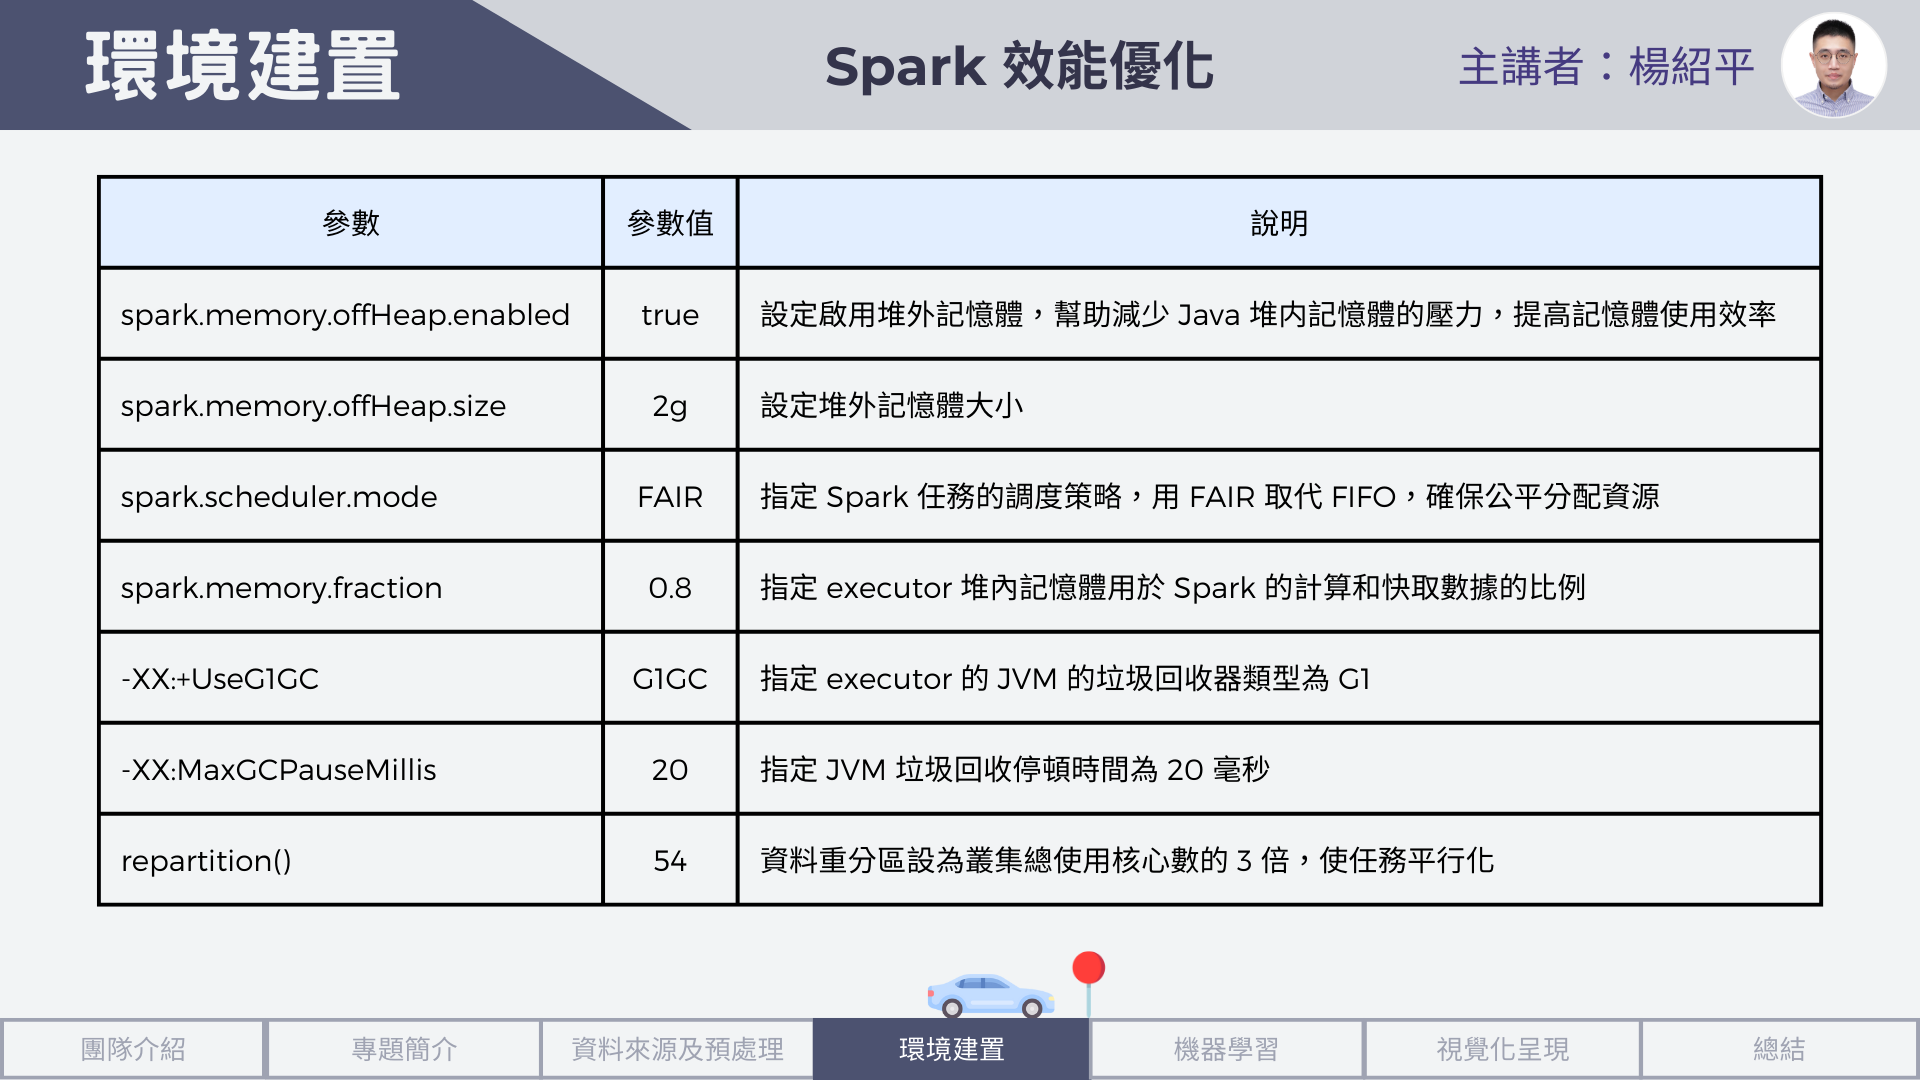 環境建置
Spark 效能優化
主講者：楊紹平
參數 參數值 說明
spark.memory.offHeap.enabled true 設定啟用堆外記憶體，幫助減少 Java 堆内記憶體的壓力，提高記憶體使用效率
spark.memory.offHeap.size 2g 設定堆外記憶體大小
spark.scheduler.mode FAIR 指定 Spark 任務的調度策略，用 FAIR 取代 FIFO，確保公平分配資源
spark.memory.fraction 0.8 指定 executor 堆內記憶體用於 Spark 的計算和快取數據的比例
-XX:+UseG1GC G1GC 指定 executor 的 JVM 的垃圾回收器類型為 G1
-XX:MaxGCPauseMillis 20 指定 JVM 垃圾回收停頓時間為 20 毫秒
repartition() 54 資料重分區設為叢集總使用核心數的 3 倍，使任務平行化
團隊介紹 專題簡介 資料來源及預處理 環境建置 機器學習 視覺化呈現 總結